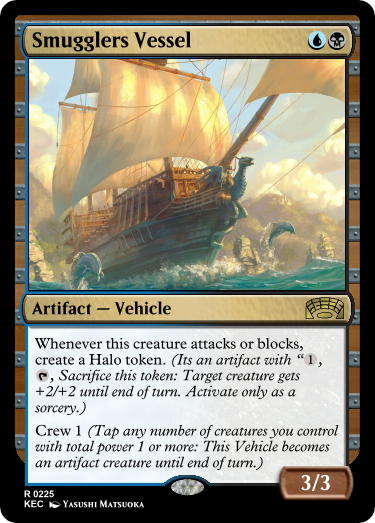 Smugglers Vessel
Artifact — Vehicle
Whenever this creature attacks or blocks,
create a Halo token. (Its an artifact with “1,
, Sacrifice this token: Target creature gets
+2/+2 until end of turn. Activate only as a
sorcery.)
Crew 1 (Tap any number of creatures you control
with total power 1 or more: This Vehicle becomes
an artifact creature until end of turn.)
3/3
R 0225
KEC Yasushi Matsuoka